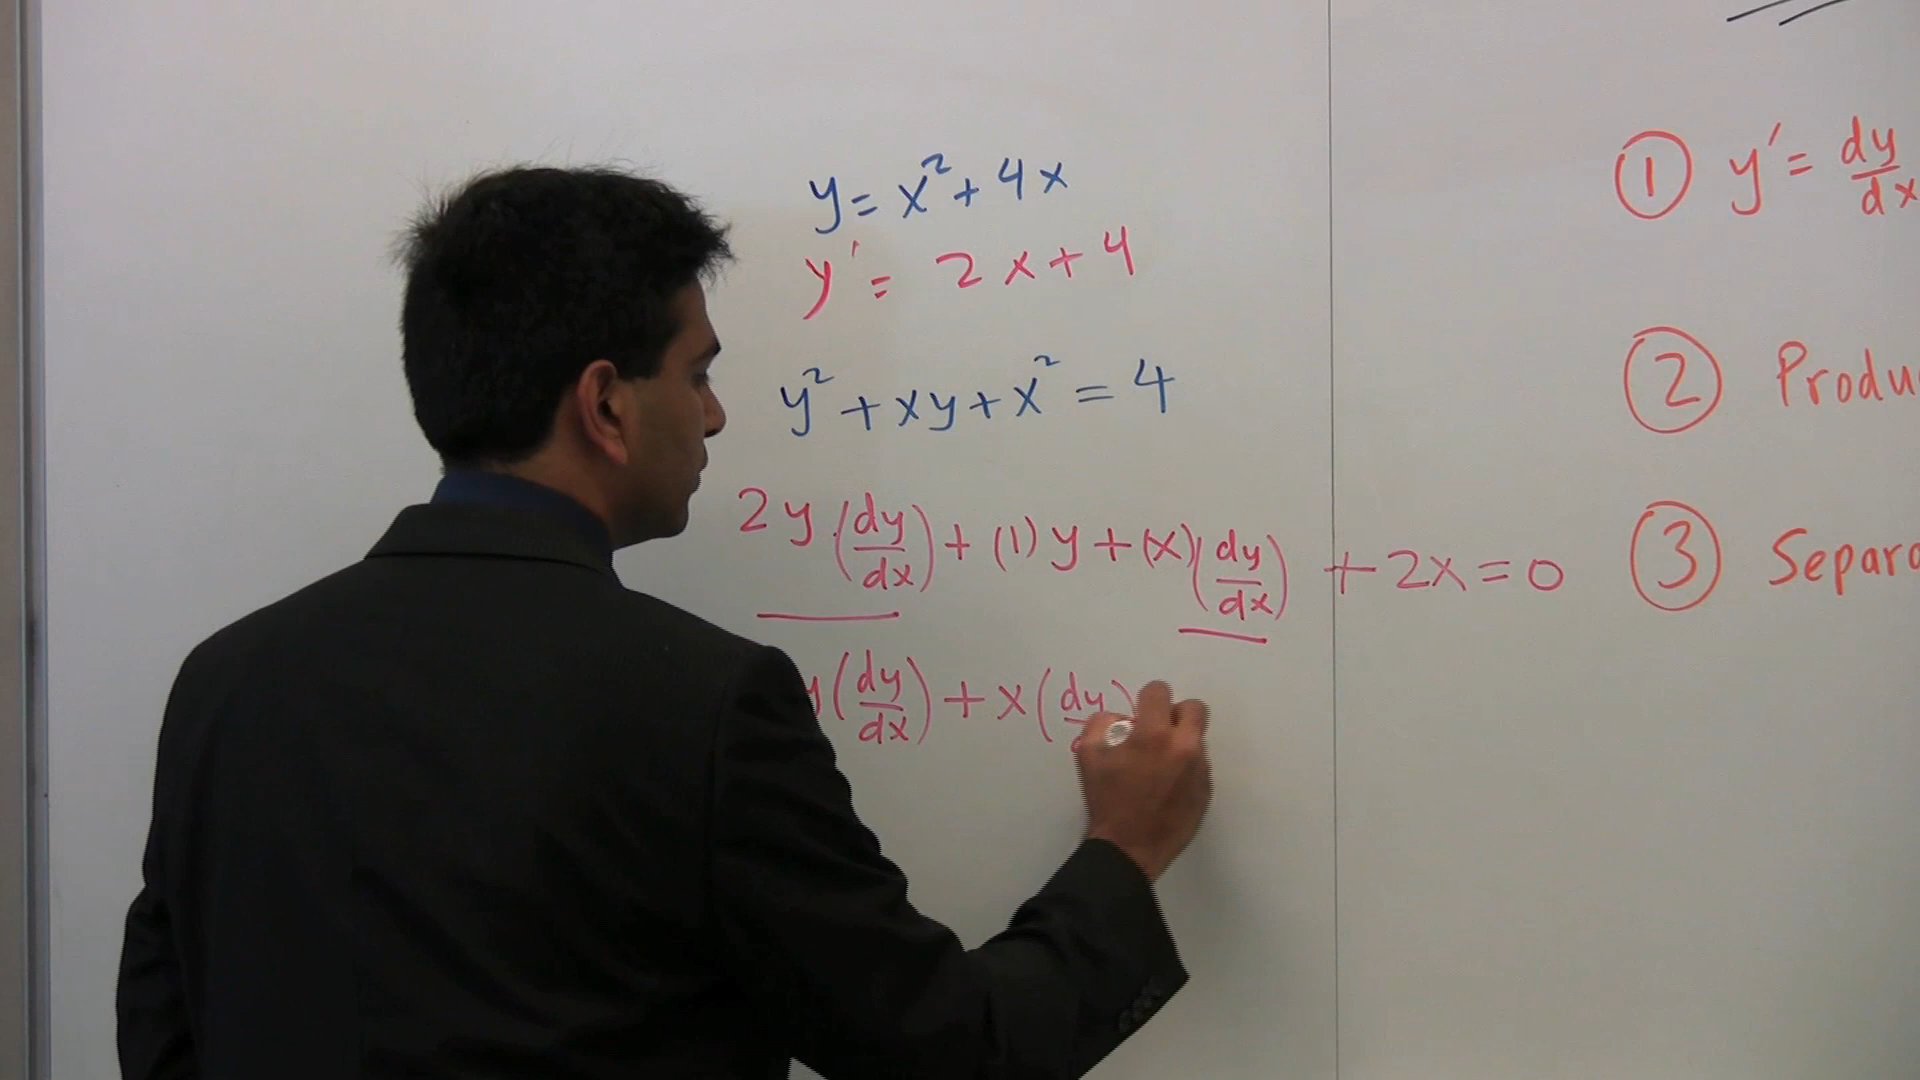 y = x² + 4x
y' = 2x + 4
y² + xy + x² = 4
2y·(dy/dx) + (1)y + (x)(dy/dx) + 2x = 0
y(dy/dx) + x(dy
① y' = dy/dx
② Produ
③ Separa